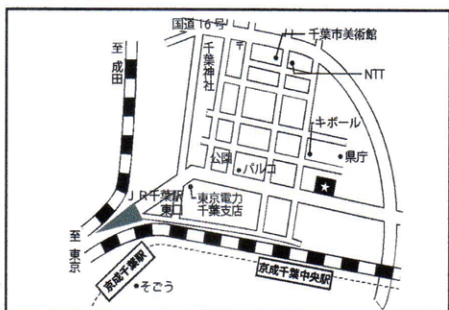 国道16号
千葉市美術館
〒
至 成田
千葉神社
NTT
キボール
県庁
公園
パルコ
★
JR千葉駅
東口
東京電力
千葉支店
至 東京
京成千葉駅
そごう
京成千葉中央駅